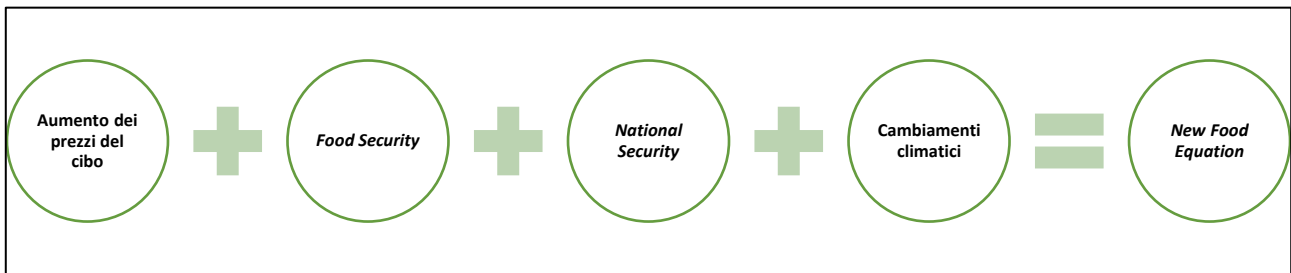 Aumento dei
prezzi del
cibo
Food Security
National
Security
Cambiamenti
climatici
New Food
Equation